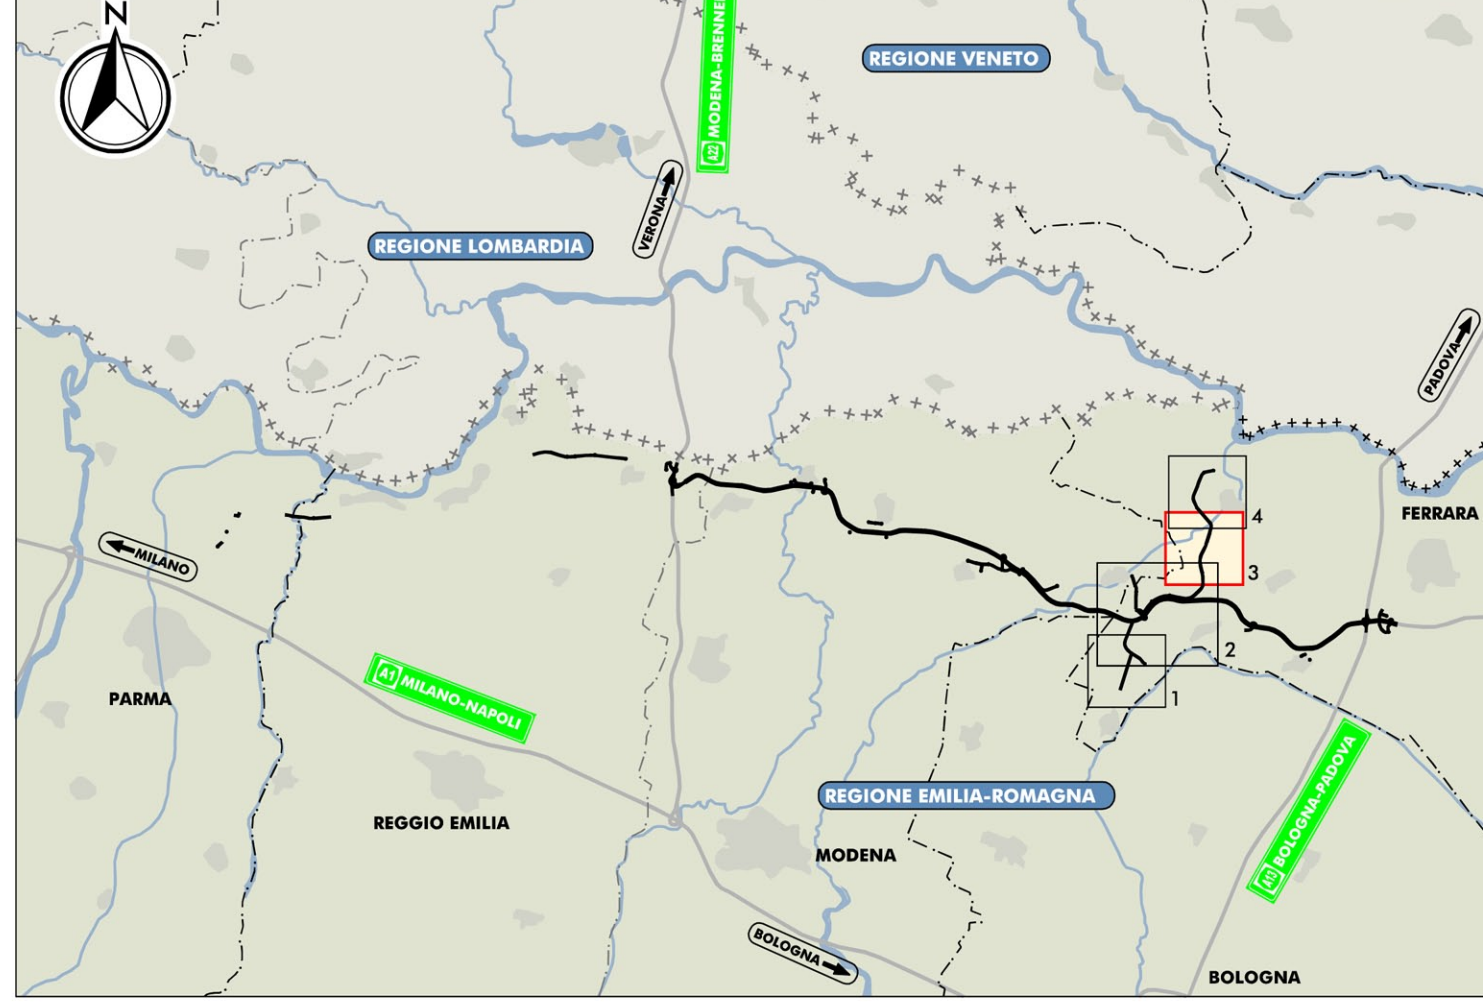 N
A22 MODENA-BRENNE
REGIONE VENETO
VERONA
REGIONE LOMBARDIA
PADOVA
MILANO
FERRARA
4
3
2
1
PARMA
A1 MILANO-NAPOLI
REGIONE EMILIA-ROMAGNA
A13 BOLOGNA-PADOVA
REGGIO EMILIA
MODENA
BOLOGNA
BOLOGNA